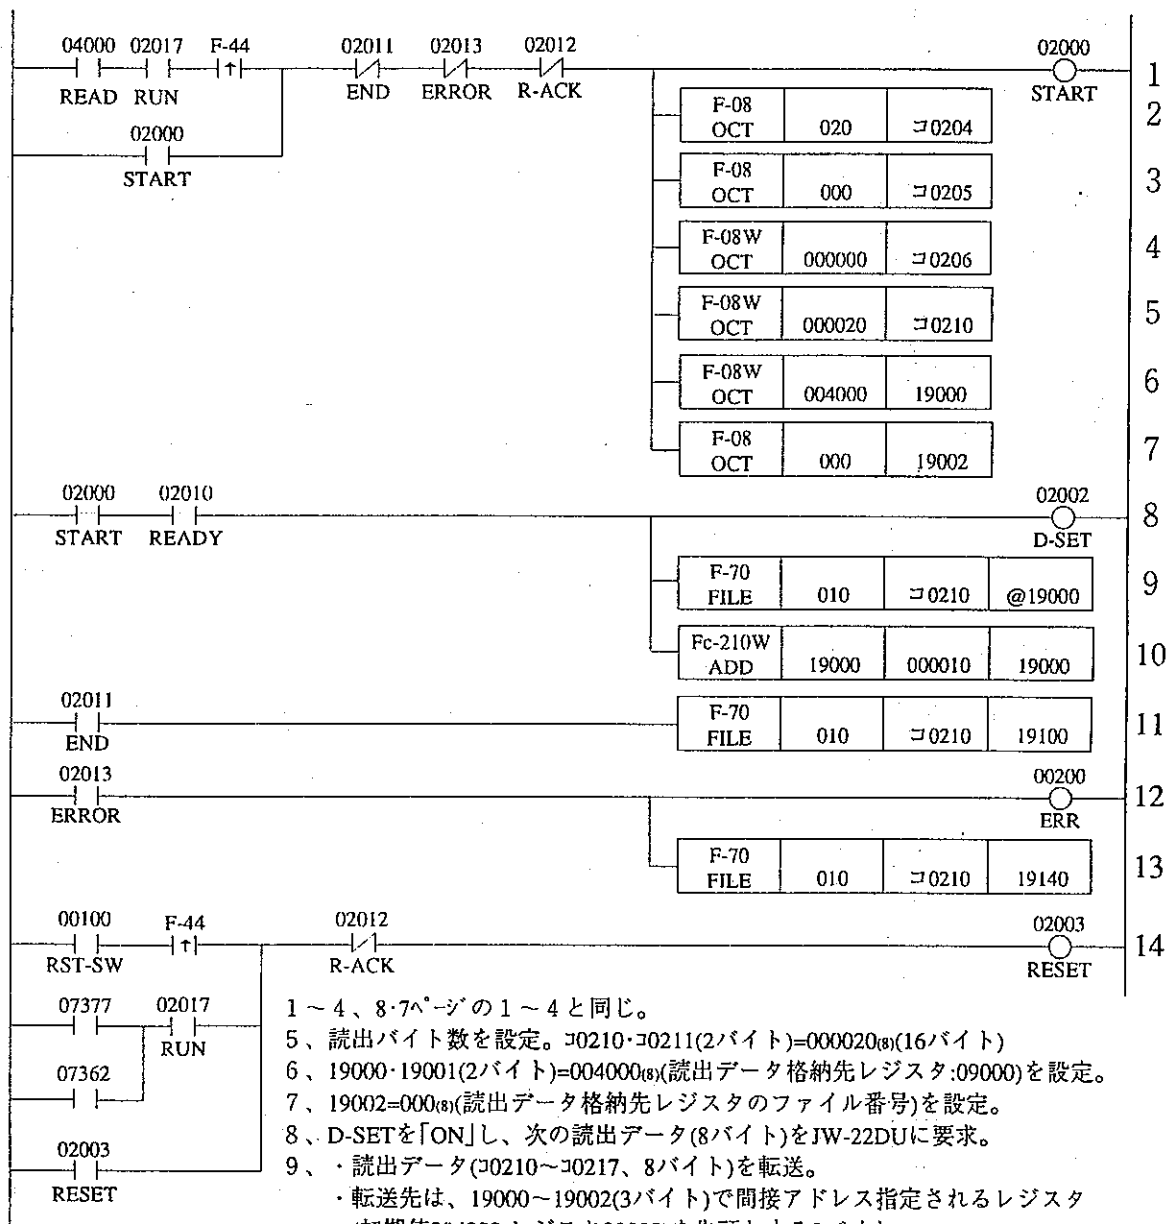 04000 02017 F-44 02011 02013 02012 02000
READ RUN END ERROR R-ACK START 1
F-08 OCT 020 コ0204 2
02000
START
F-08 OCT 000 コ0205 3
F-08W OCT 000000 コ0206 4
F-08W OCT 000020 コ0210 5
F-08W OCT 004000 19000 6
F-08 OCT 000 19002 7
02000 02010 02002
START READY D-SET 8
F-70 FILE 010 コ0210 @19000 9
Fc-210W ADD 19000 000010 19000 10
02011
END
F-70 FILE 010 コ0210 19100 11
02013 00200
ERROR ERR 12
F-70 FILE 010 コ0210 19140 13
00100 F-44 02012 02003
RST-SW R-ACK RESET 14
07377 02017
RUN
07362
02003
RESET
1～4、8･7ページの1～4と同じ。
5、読出バイト数を設定。コ0210･コ0211(2バイト)=000020(8)(16バイト)
6、19000･19001(2バイト)=004000(8)(読出データ格納先レジスタ:09000)を設定。
7、19002=000(8)(読出データ格納先レジスタのファイル番号)を設定。
8、D-SETを｢ON｣し、次の読出データ(8バイト)をJW-22DUに要求。
9、・読出データ(コ0210～コ0217、8バイト)を転送。
・転送先は、19000～19002(3バイト)で間接アドレス指定されるレジスタ